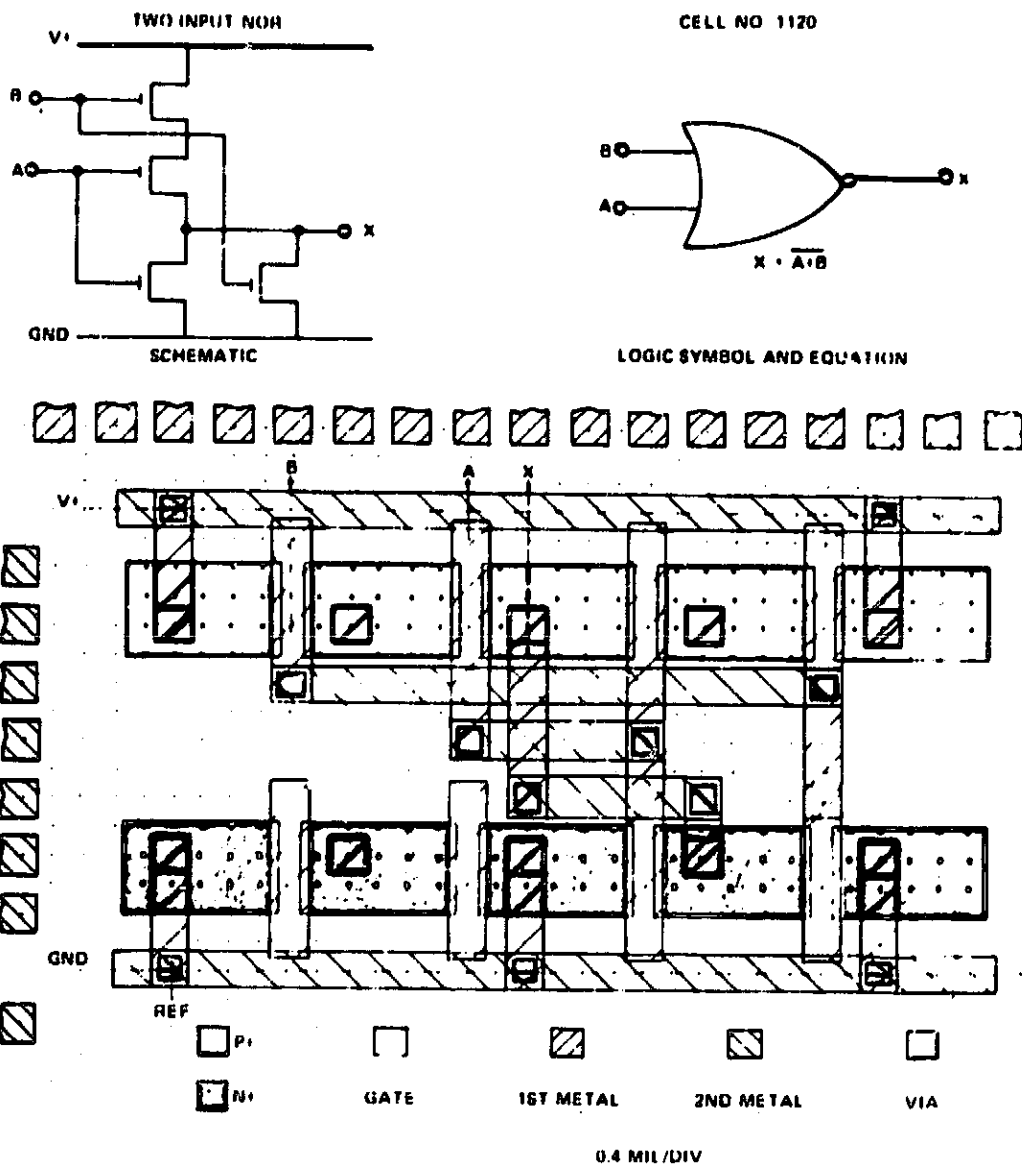 TWO INPUT NOR
CELL NO 1120
V+
B
A
X
GND
SCHEMATIC
B
A
X
X = A+B
LOGIC SYMBOL AND EQUATION
B
A
X
V+
GND
REF
P+
N+
GATE
1ST METAL
2ND METAL
VIA
0.4 MIL/DIV